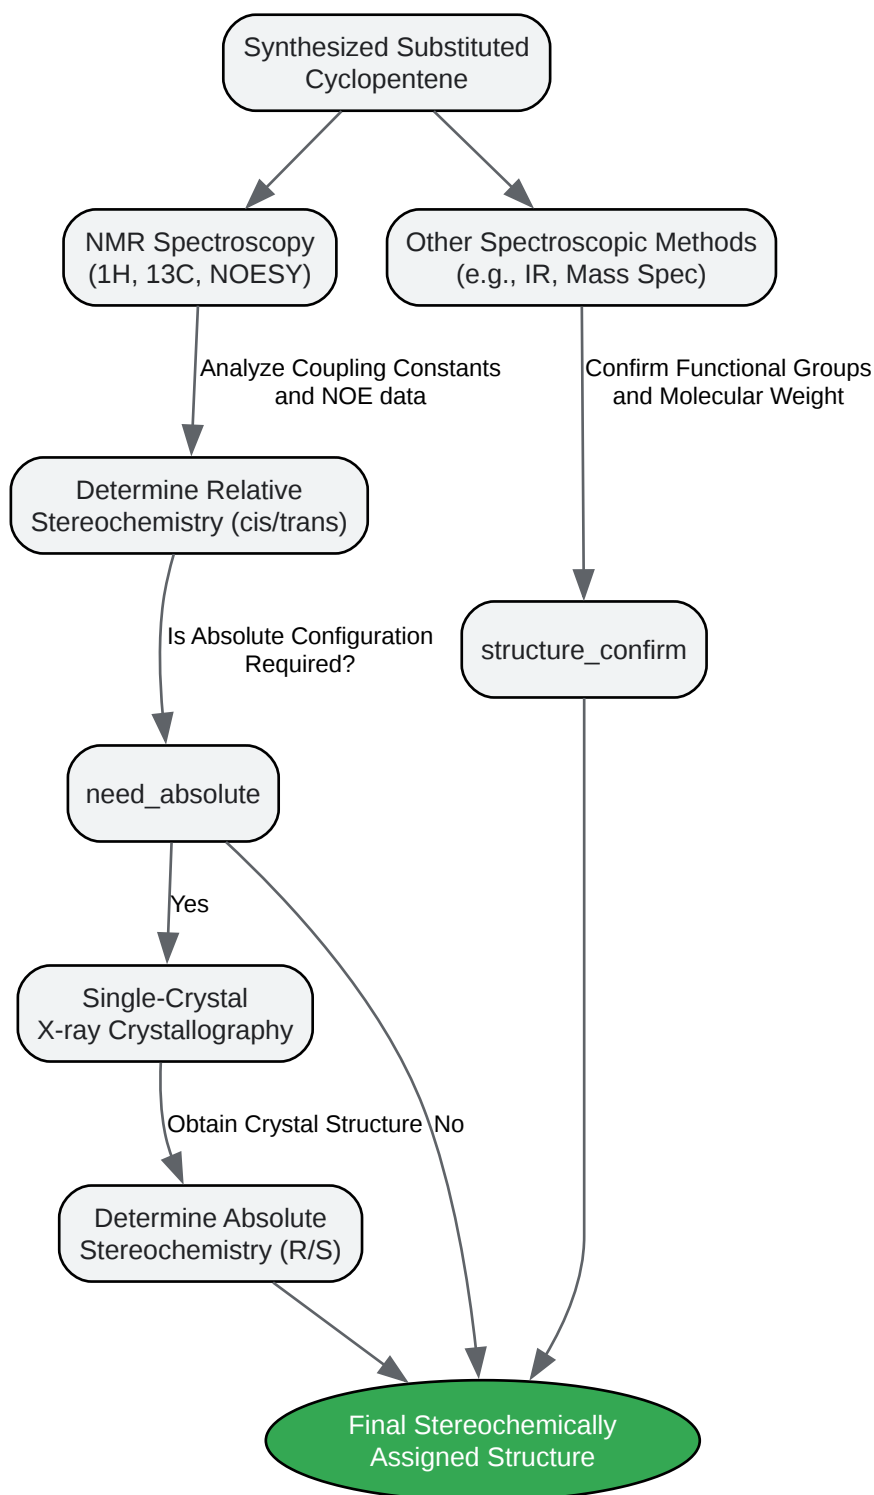 Synthesized Substituted
Cyclopentene
NMR Spectroscopy
(1H, 13C, NOESY)
Other Spectroscopic Methods
(e.g., IR, Mass Spec)
Analyze Coupling Constants
and NOE data
Confirm Functional Groups
and Molecular Weight
Determine Relative
Stereochemistry (cis/trans)
Is Absolute Configuration
Required?
structure_confirm
need_absolute
Yes
Single-Crystal
X-ray Crystallography
Obtain Crystal Structure
No
Determine Absolute
Stereochemistry (R/S)
Final Stereochemically
Assigned Structure